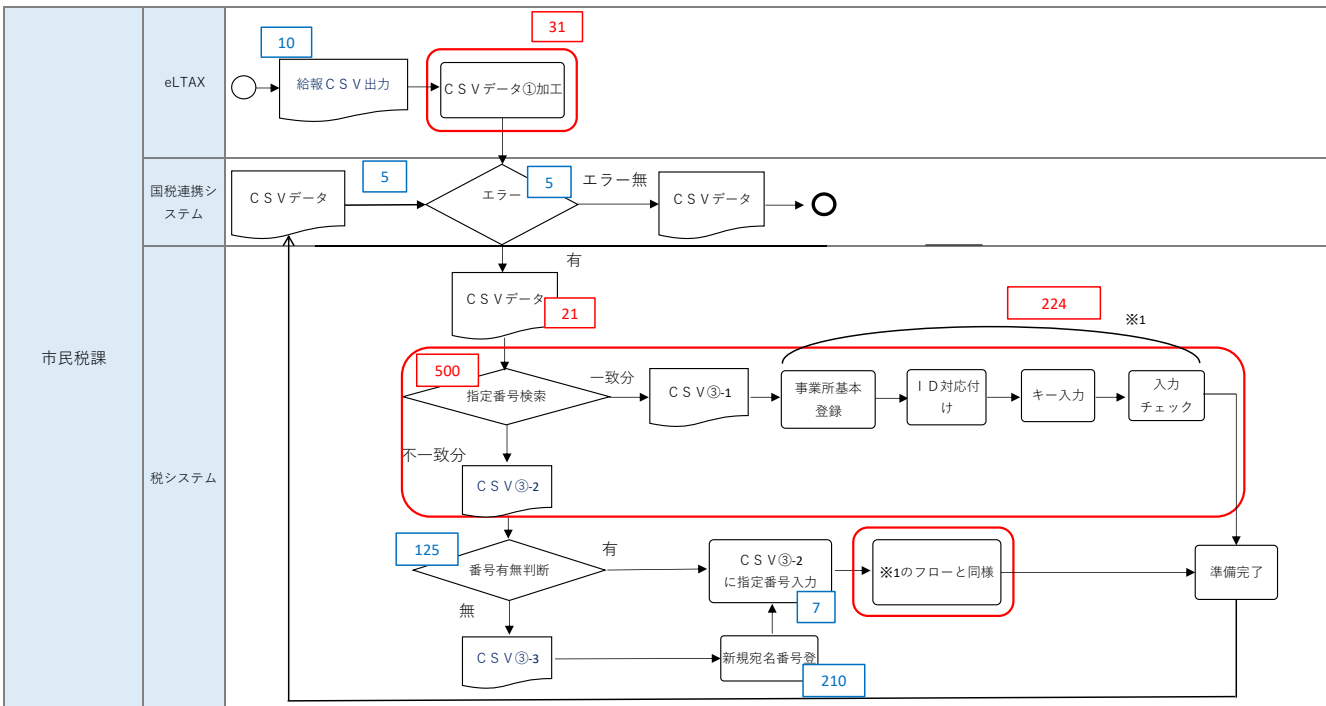 市民税課
eLTAX
10
31
給報ＣＳＶ出力
ＣＳＶデータ①加工
国税連携シ
ステム
ＣＳＶデータ
5
エラー
5
エラー無
ＣＳＶデータ
税システム
有
ＣＳＶデータ
21
224
※1
500
指定番号検索
一致分
ＣＳＶ③-1
事業所基本
登録
ＩＤ対応付
け
キー入力
入力
チェック
不一致分
ＣＳＶ③-2
125
番号有無判断
有
ＣＳＶ③-2
に指定番号入力
7
※1のフローと同様
準備完了
無
ＣＳＶ③-3
新規宛名番号登
210